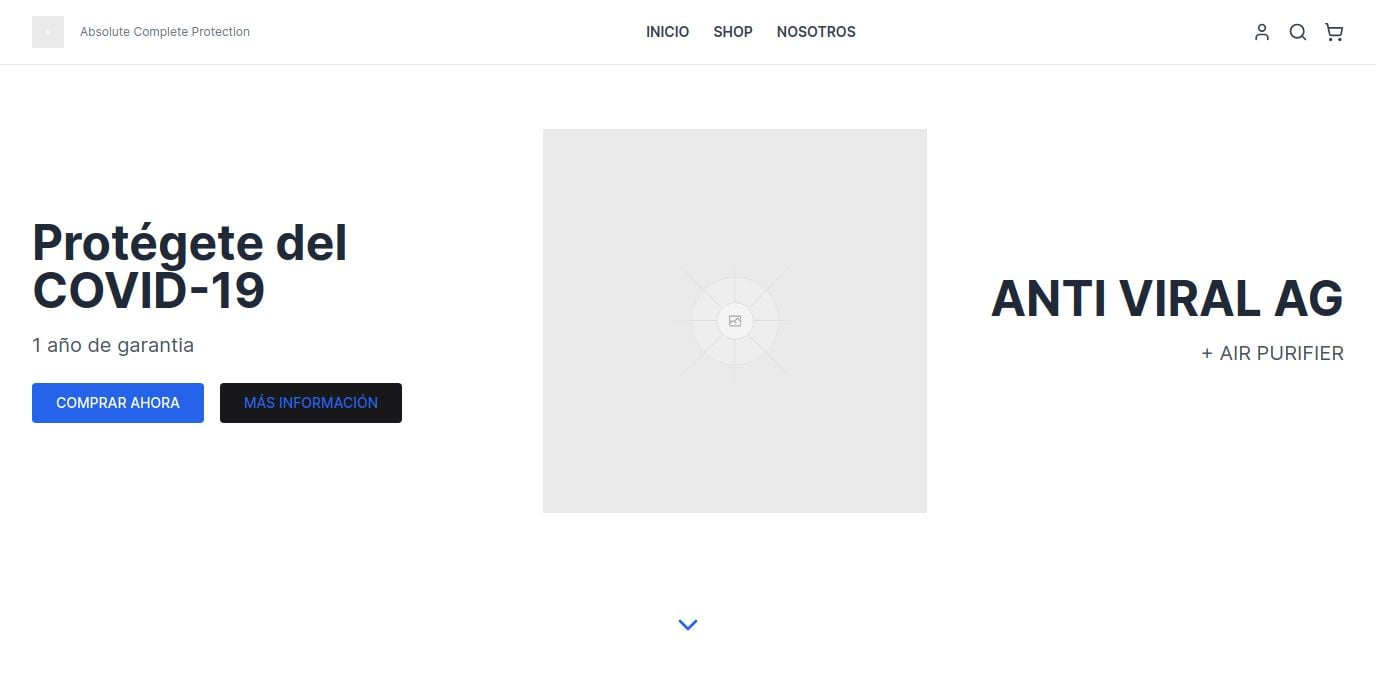 Absolute Complete Protection
INICIO SHOP NOSOTROS
Protégete del
COVID-19
1 año de garantia
COMPRAR AHORA
MÁS INFORMACIÓN
ANTI VIRAL AG
+ AIR PURIFIER